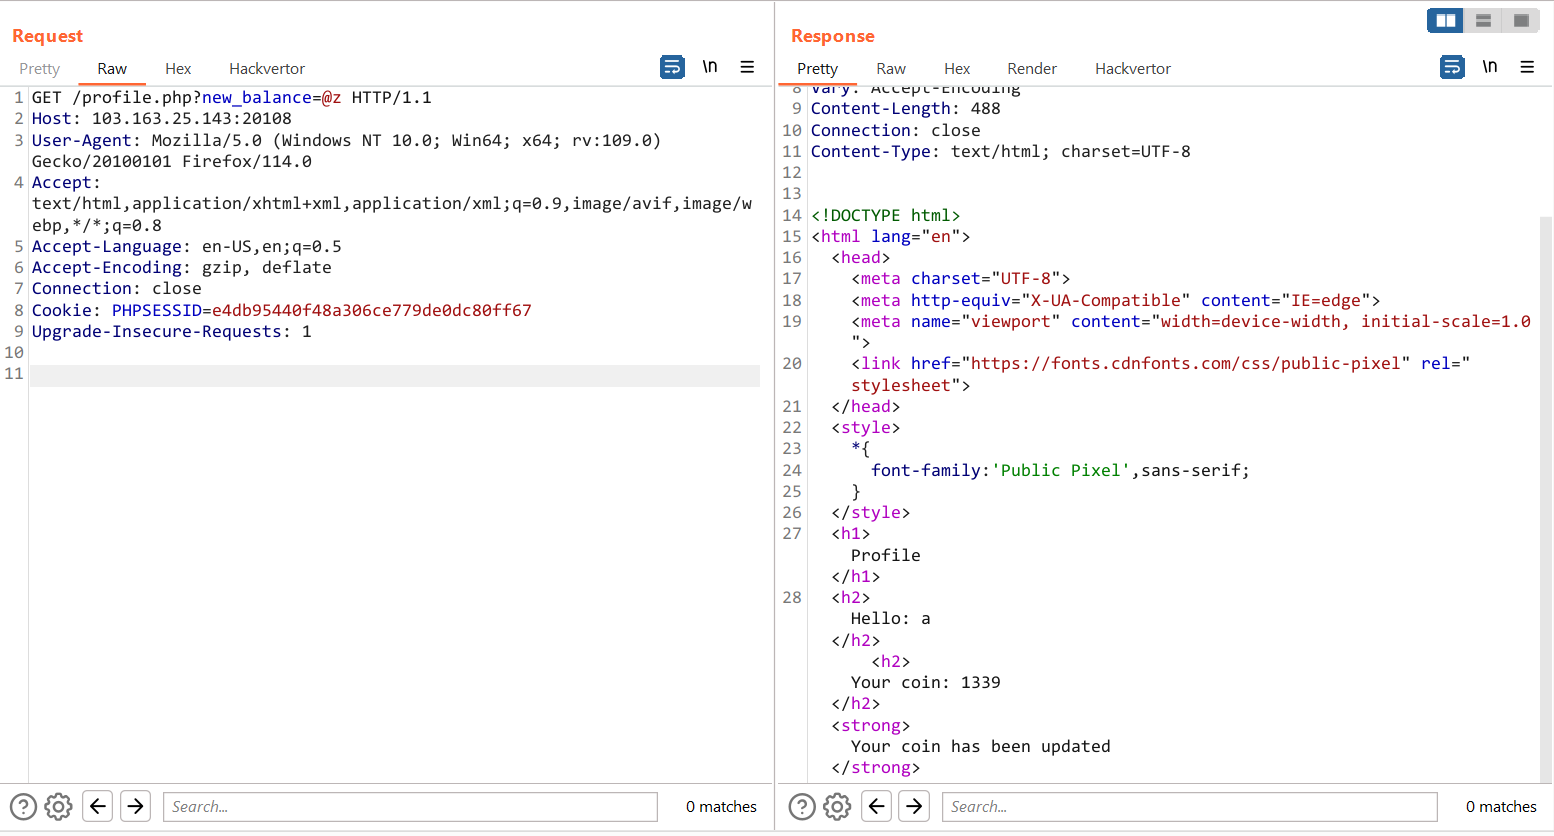 Request
Pretty Raw Hex Hackvertor \n
1 GET /profile.php?new_balance=@z HTTP/1.1
2 Host: 103.163.25.143:20108
3 User-Agent: Mozilla/5.0 (Windows NT 10.0; Win64; x64; rv:109.0)
Gecko/20100101 Firefox/114.0
4 Accept:
text/html,application/xhtml+xml,application/xml;q=0.9,image/avif,image/w
ebp,*/*;q=0.8
5 Accept-Language: en-US,en;q=0.5
6 Accept-Encoding: gzip, deflate
7 Connection: close
8 Cookie: PHPSESSID=e4db95440f48a306ce779de0dc80ff67
9 Upgrade-Insecure-Requests: 1
10
11
? Search... 0 matches
Response
Pretty Raw Hex Render Hackvertor \n
8 Vary: Accept-Encoding
9 Content-Length: 488
10 Connection: close
11 Content-Type: text/html; charset=UTF-8
12
13
14 <!DOCTYPE html>
15 <html lang="en">
16 <head>
17 <meta charset="UTF-8">
18 <meta http-equiv="X-UA-Compatible" content="IE=edge">
19 <meta name="viewport" content="width=device-width, initial-scale=1.0
">
20 <link href="https://fonts.cdnfonts.com/css/public-pixel" rel="
stylesheet">
21 </head>
22 <style>
23 *{
24 font-family:'Public Pixel',sans-serif;
25 }
26 </style>
27 <h1>
Profile
</h1>
28 <h2>
Hello: a
</h2>
<h2>
Your coin: 1339
</h2>
<strong>
Your coin has been updated
</strong>
? Search... 0 matches